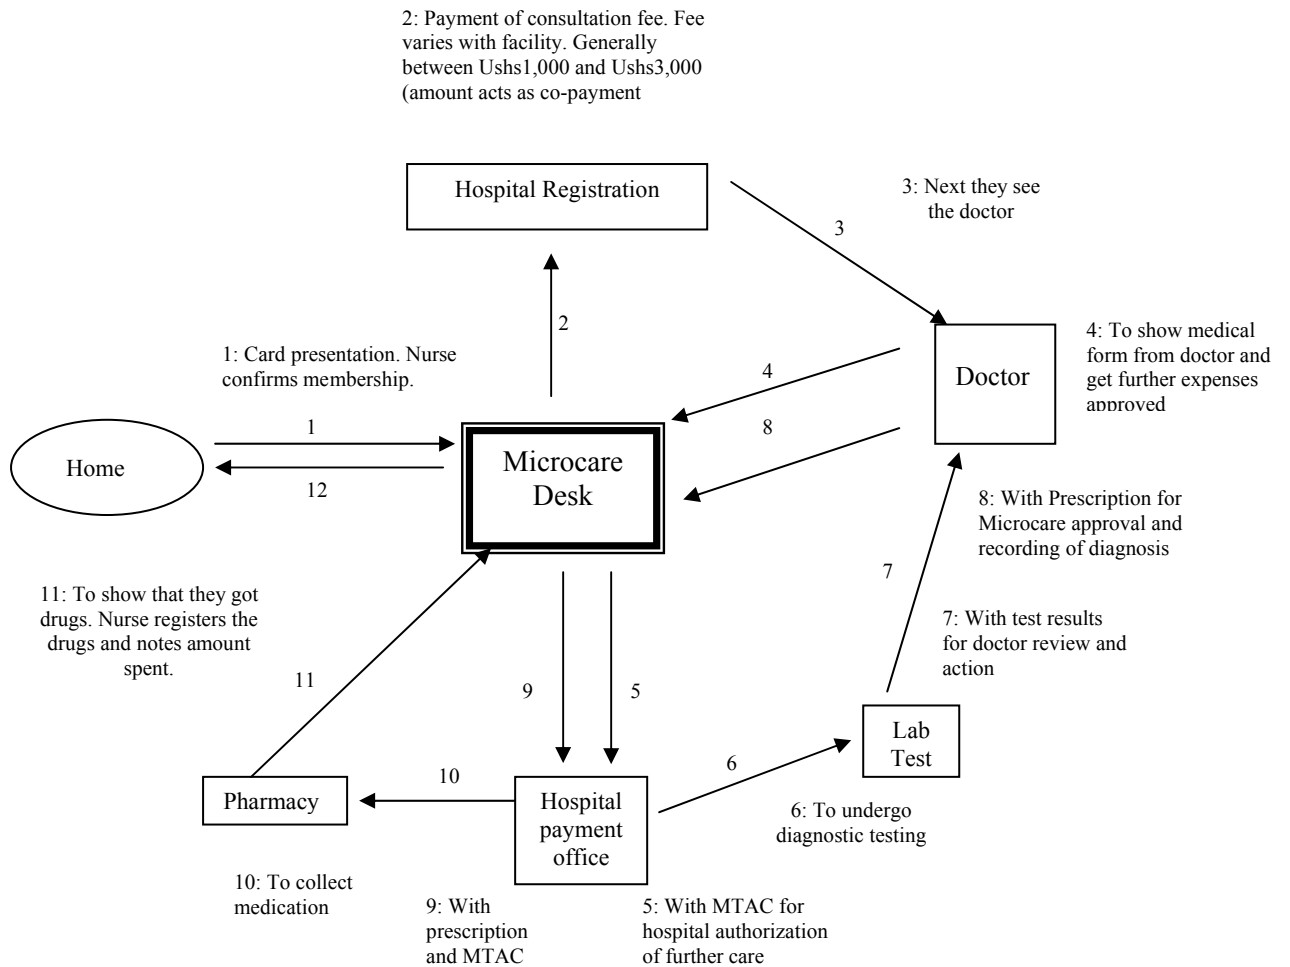 2: Payment of consultation fee. Fee
varies with facility. Generally
between Ushs1,000 and Ushs3,000
(amount acts as co-payment
Hospital Registration
3: Next they see
the doctor
3
2
1: Card presentation. Nurse
confirms membership.
4
4: To show medical
form from doctor and
get further expenses
approved
Doctor
1
8
Home
Microcare
Desk
12
8: With Prescription for
Microcare approval and
recording of diagnosis
7
11: To show that they got
drugs. Nurse registers the
drugs and notes amount
spent.
7: With test results
for doctor review and
action
11
9
5
Lab
Test
6
10
Pharmacy
Hospital
payment
office
6: To undergo
diagnostic testing
10: To collect
medication
9: With
prescription
and MTAC
5: With MTAC for
hospital authorization
of further care